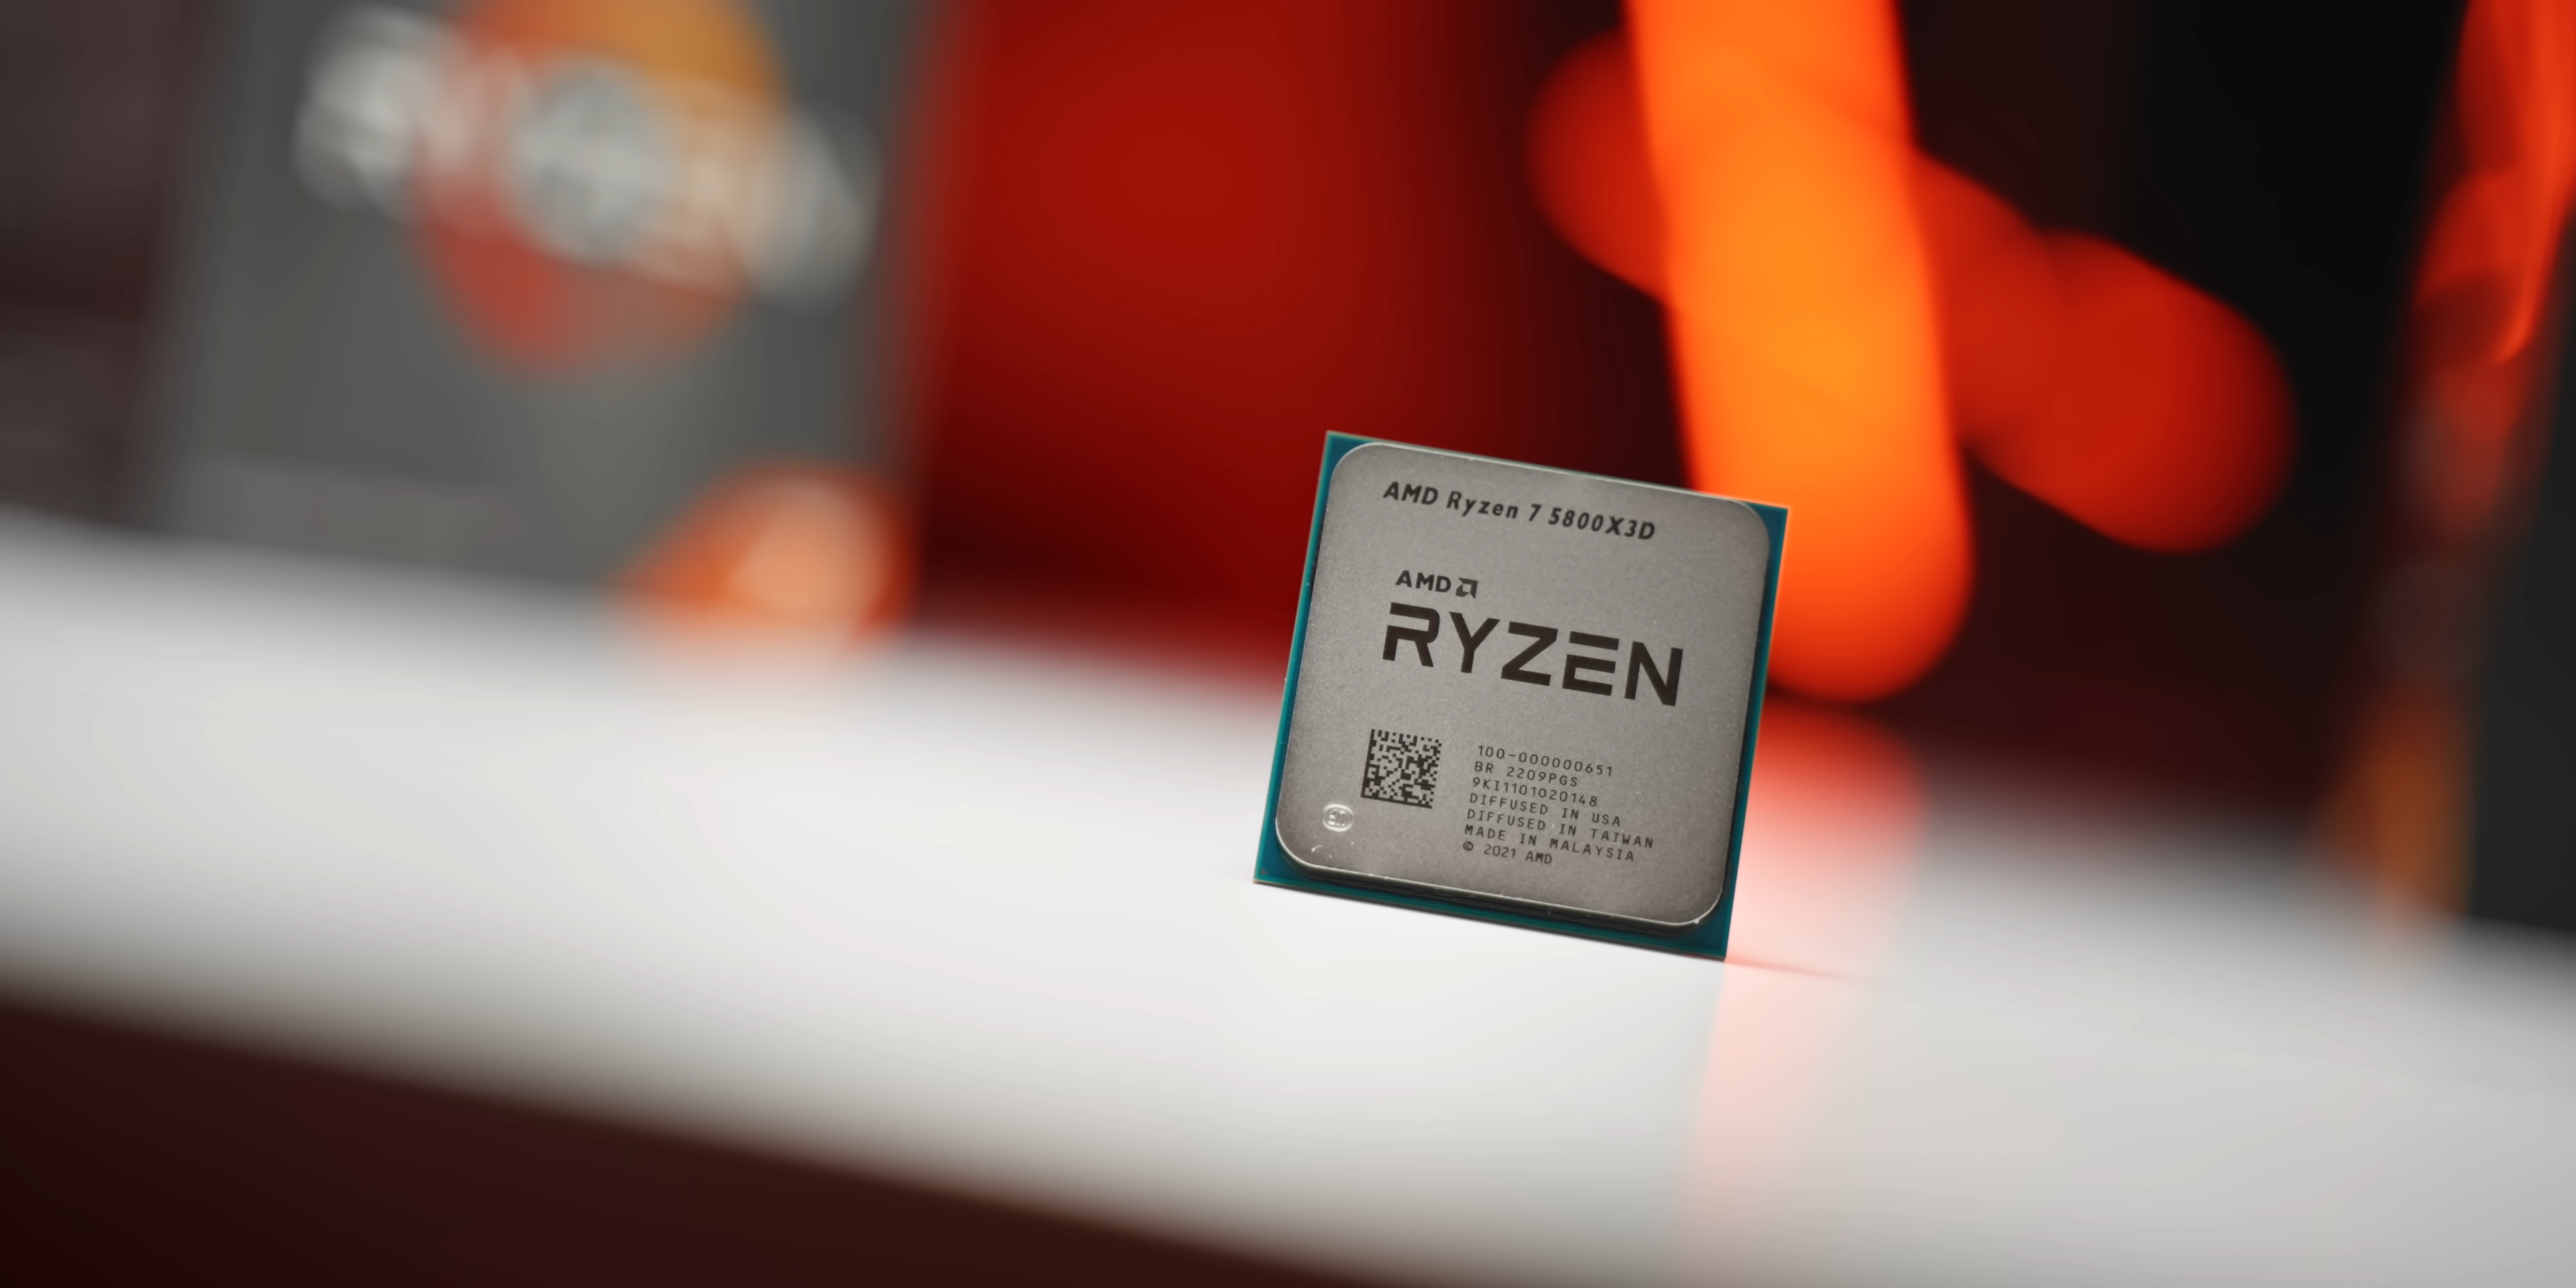 AMD Ryzen 7 5800X3D
AMD
RYZEN
100-000000651
BR 2209PGS
9KI1101020148
DIFFUSED IN USA
DIFFUSED IN TAIWAN
MADE IN MALAYSIA
© 2021 AMD